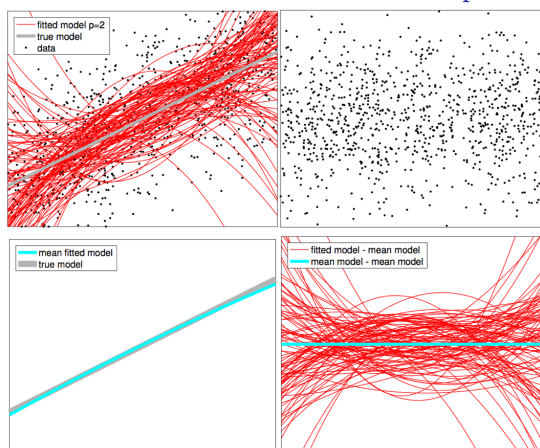 fitted model p=2
true model
data
mean fitted model
true model
fitted model - mean model
mean model - mean model